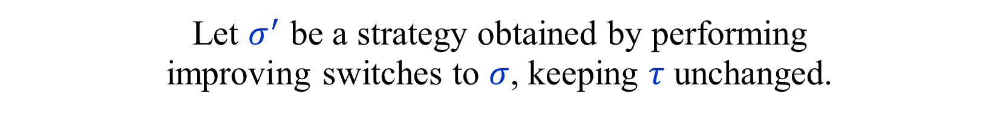 Let σ′ be a strategy obtained by performing
improving switches to σ, keeping τ unchanged.